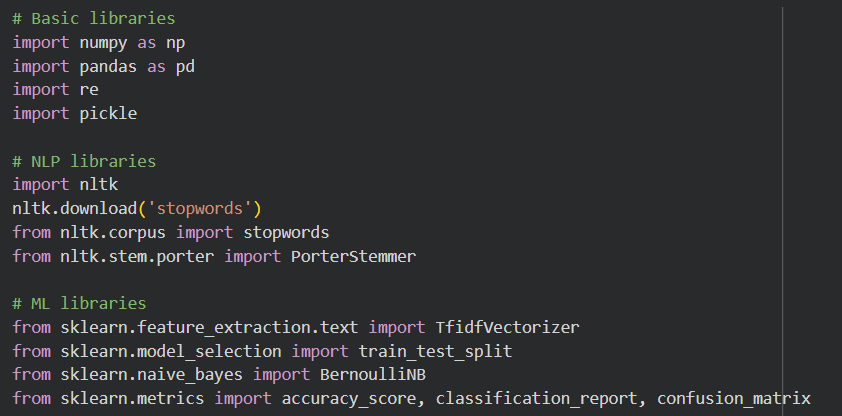 # Basic libraries
import numpy as np
import pandas as pd
import re
import pickle
# NLP libraries
import nltk
nltk.download('stopwords')
from nltk.corpus import stopwords
from nltk.stem.porter import PorterStemmer
# ML libraries
from sklearn.feature_extraction.text import TfidfVectorizer
from sklearn.model_selection import train_test_split
from sklearn.naive_bayes import BernoulliNB
from sklearn.metrics import accuracy_score, classification_report, confusion_matrix